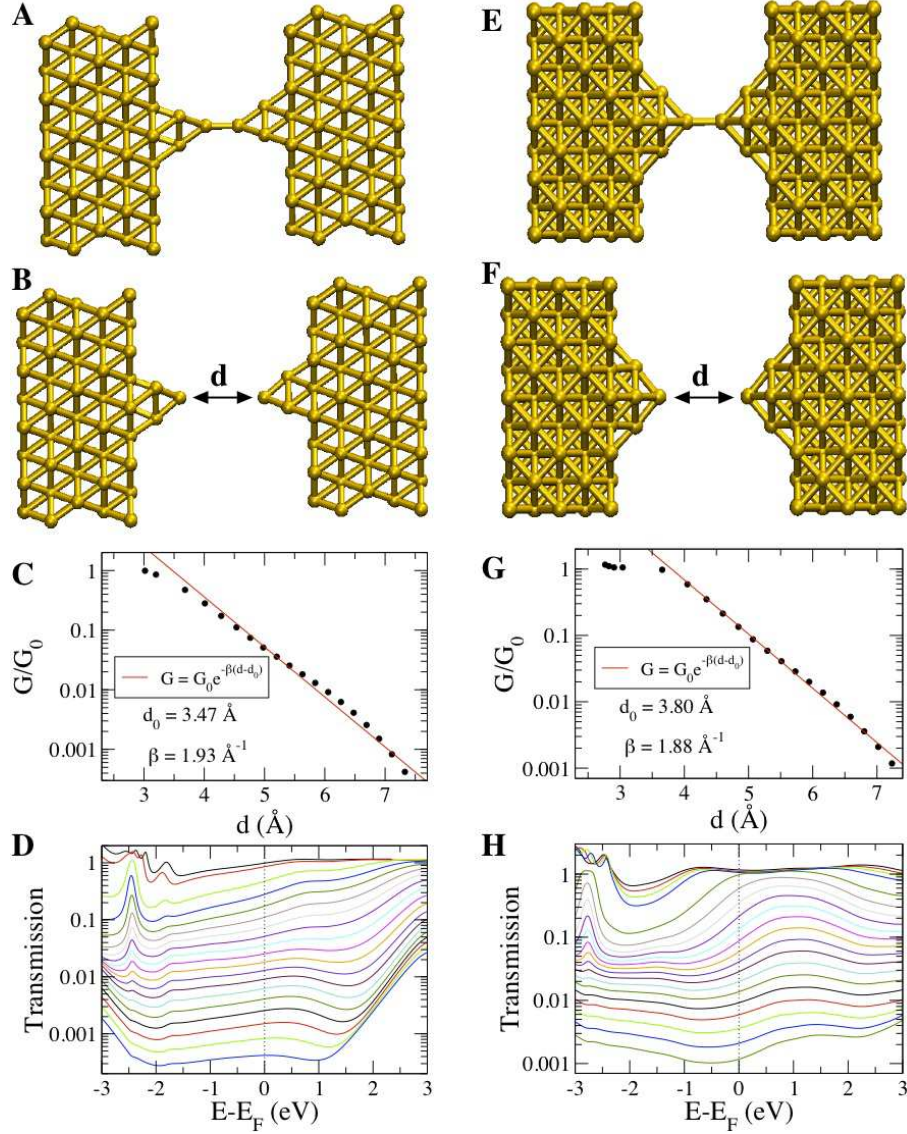 A
E
B
F
d
d
C
G/G₀
1
0.1
0.01
0.001
G = G₀e^-β(d-d₀)
d₀ = 3.47 Å
β = 1.93 Å⁻¹
3 4 5 6 7
d (Å)
G
G/G₀
1
0.1
0.01
0.001
G = G₀e^-β(d-d₀)
d₀ = 3.80 Å
β = 1.88 Å⁻¹
2 3 4 5 6 7
d (Å)
D
Transmission
1
0.1
0.01
0.001
-3 -2 -1 0 1 2 3
E-E_F (eV)
H
Transmission
1
0.1
0.01
0.001
-3 -2 -1 0 1 2 3
E-E_F (eV)